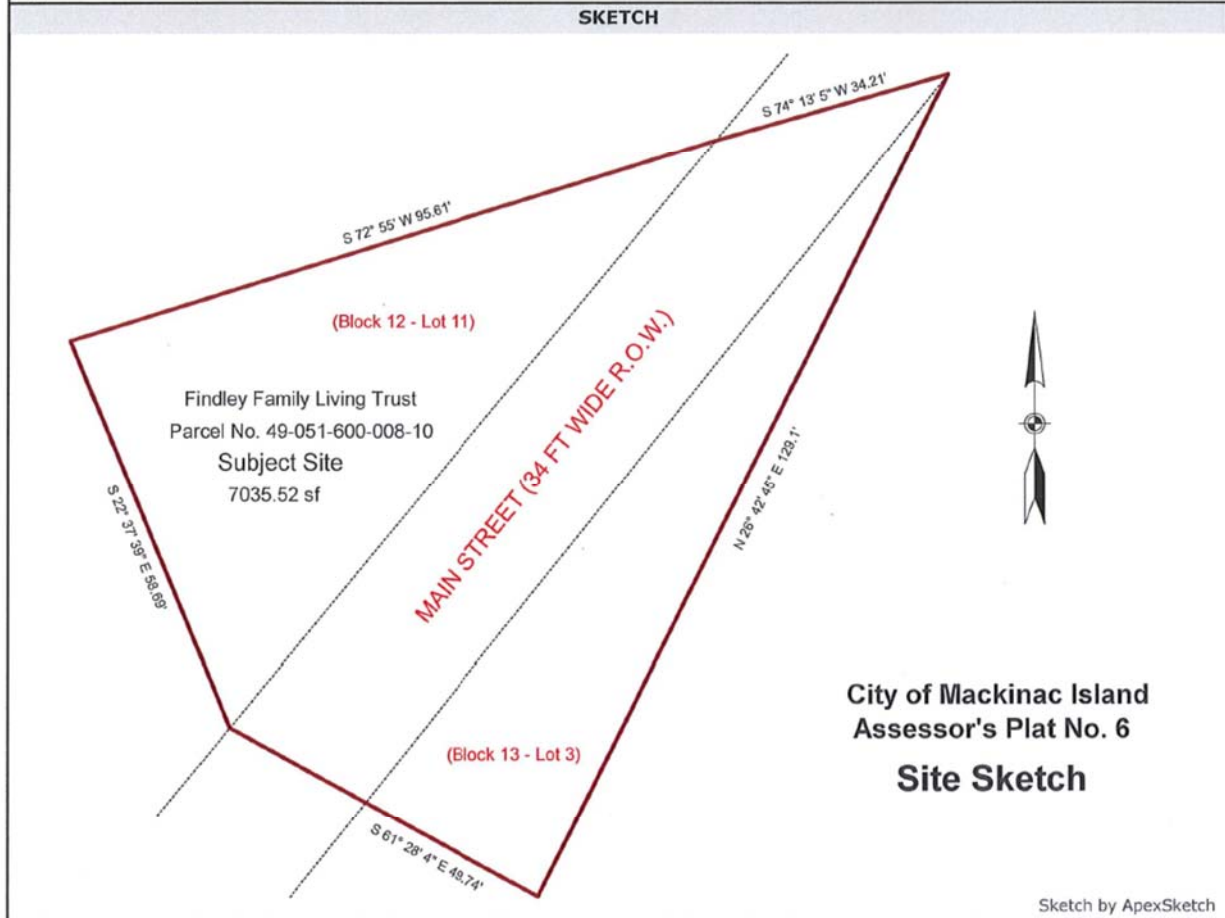 SKETCH
S 74° 13' 5" W 34.21'
S 72° 55' W 95.61'
(Block 12 - Lot 11)
Findley Family Living Trust
Parcel No. 49-051-600-008-10
Subject Site
7035.52 sf
MAIN STREET (34 FT WIDE R.O.W.)
N 26° 42' 45" E 129.1'
S 22° 37' 39" E 58.69'
(Block 13 - Lot 3)
S 61° 28' 4" E 49.74'
City of Mackinac Island
Assessor's Plat No. 6
Site Sketch
Sketch by ApexSketch